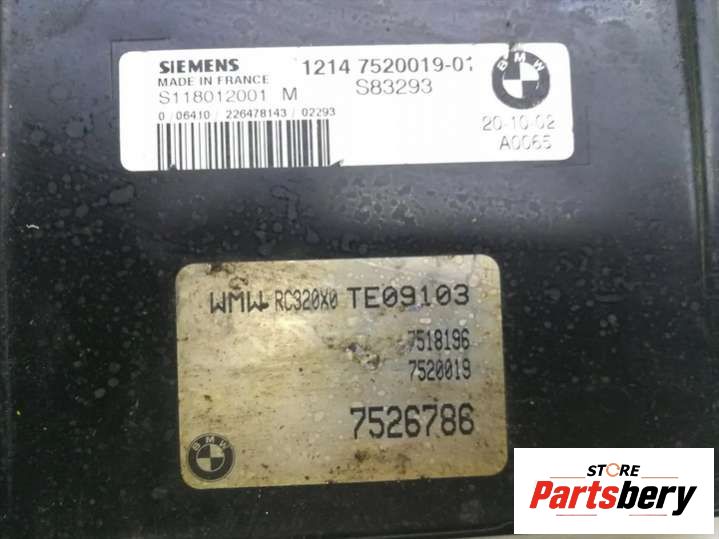 SIEMENS
MADE IN FRANCE
S118012001 M
0 06410 / 226478143 / 02293
1214 7520019-01
S83293
BMW
20-10-02
A0065
WMW RC320X0 TE09103
7518196
7520019
7526786
BMW
STORE
Partsbery